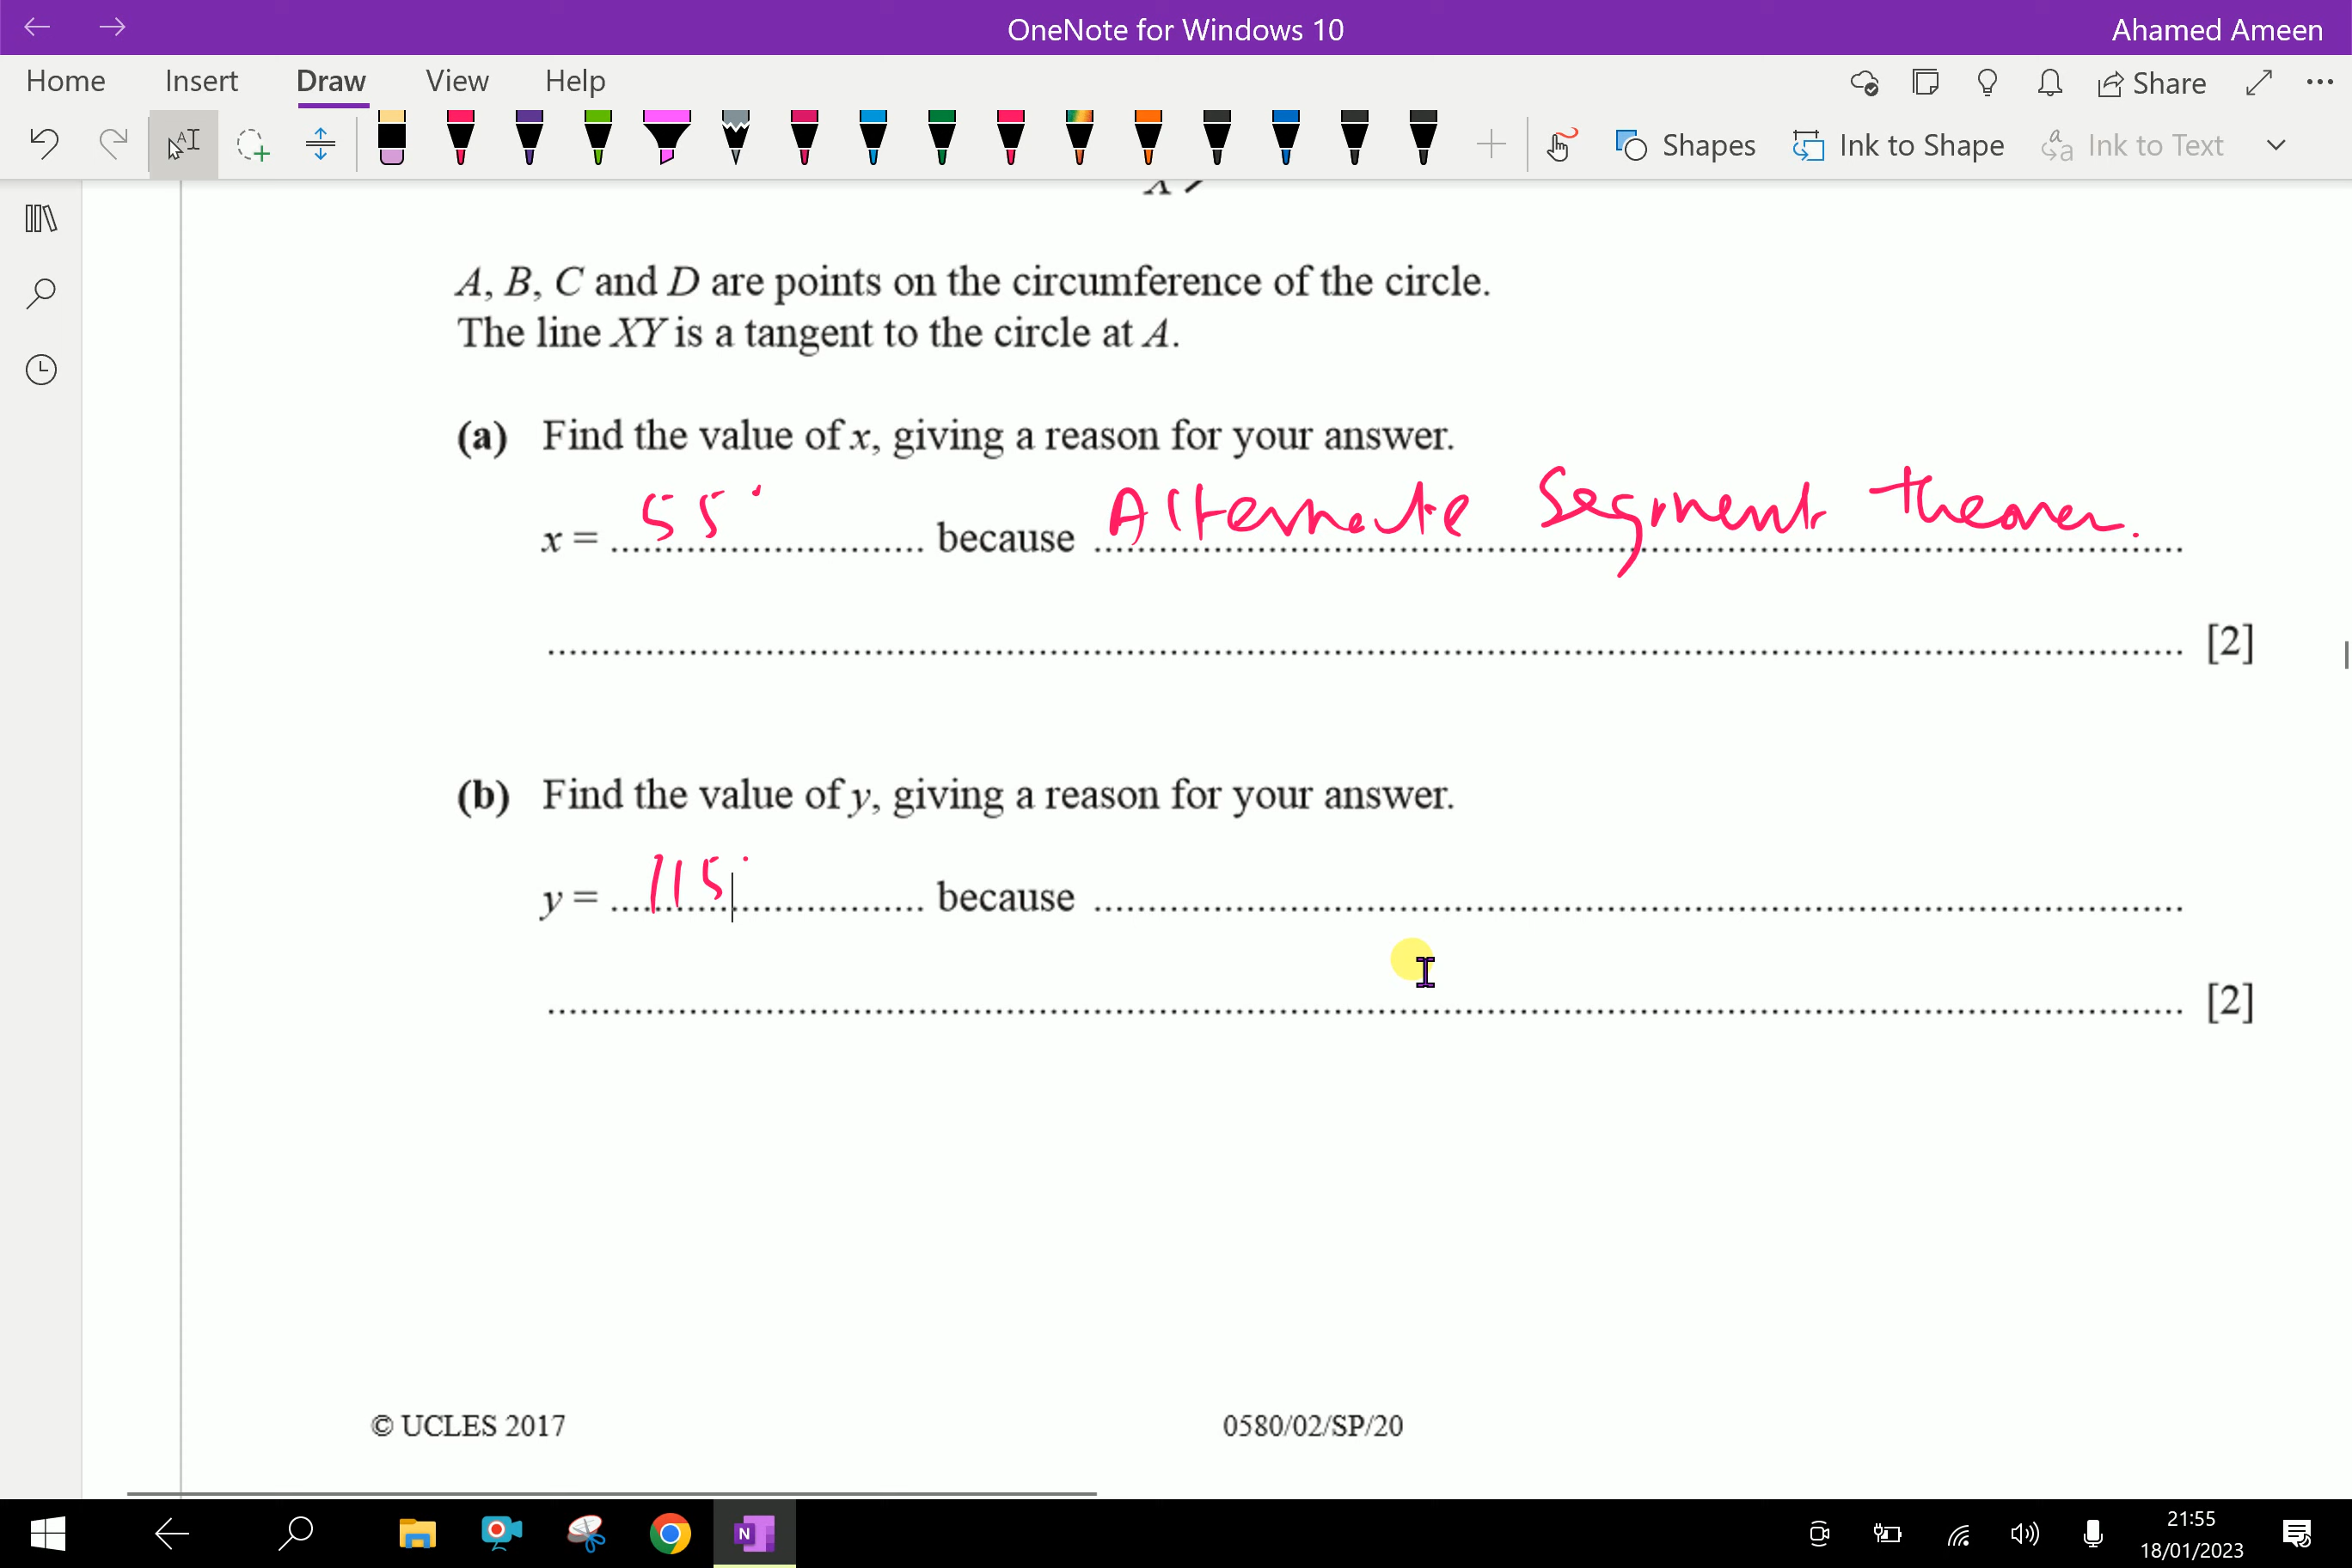 OneNote for Windows 10
Ahamed Ameen
Home Insert Draw View Help
Share
Shapes Ink to Shape Ink to Text
X
A, B, C and D are points on the circumference of the circle.
The line XY is a tangent to the circle at A.
(a) Find the value of x, giving a reason for your answer.
x = 55° because Alternate Segment theorem.
[2]
(b) Find the value of y, giving a reason for your answer.
y = 115° because
[2]
© UCLES 2017
0580/02/SP/20
21:55
18/01/2023